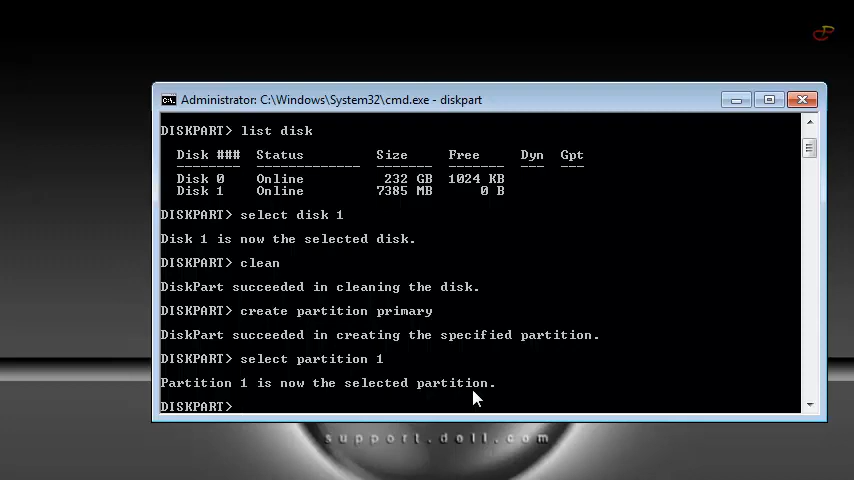 Administrator: C:\Windows\System32\cmd.exe - diskpart
DISKPART> list disk
Disk ### Status Size Free Dyn Gpt
-------- ------------- ------- ------- --- ---
Disk 0 Online 232 GB 1024 KB
Disk 1 Online 7385 MB 0 B
DISKPART> select disk 1
Disk 1 is now the selected disk.
DISKPART> clean
DiskPart succeeded in cleaning the disk.
DISKPART> create partition primary
DiskPart succeeded in creating the specified partition.
DISKPART> select partition 1
Partition 1 is now the selected partition.
DISKPART>
support.dell.com